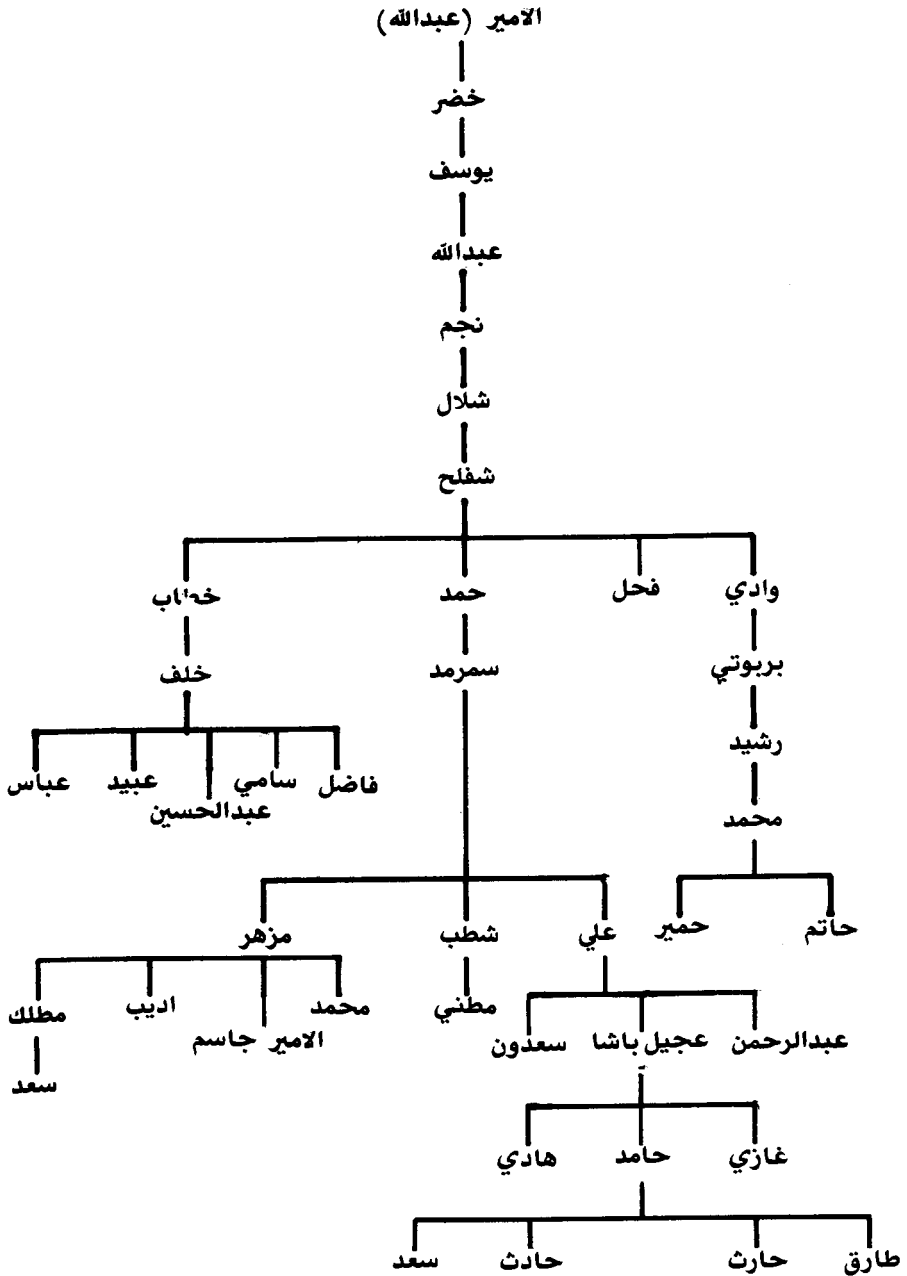 الامير (عبدالله)
خضر
يوسف
عبدالله
نجم
شلال
شفلح
وادي فحل حمد خطاب
بربوتي سمرمد خلف
رشيد
فاضل سامي عبدالحسين عبيد عباس
محمد
حاتم حمير علي شطب مزهر
محمد الامير جاسم اديب مطلك
مطني
عبدالرحمن عجيل باشا سعدون
سعد
غازي حامد هادي
طارق حارث حادث سعد